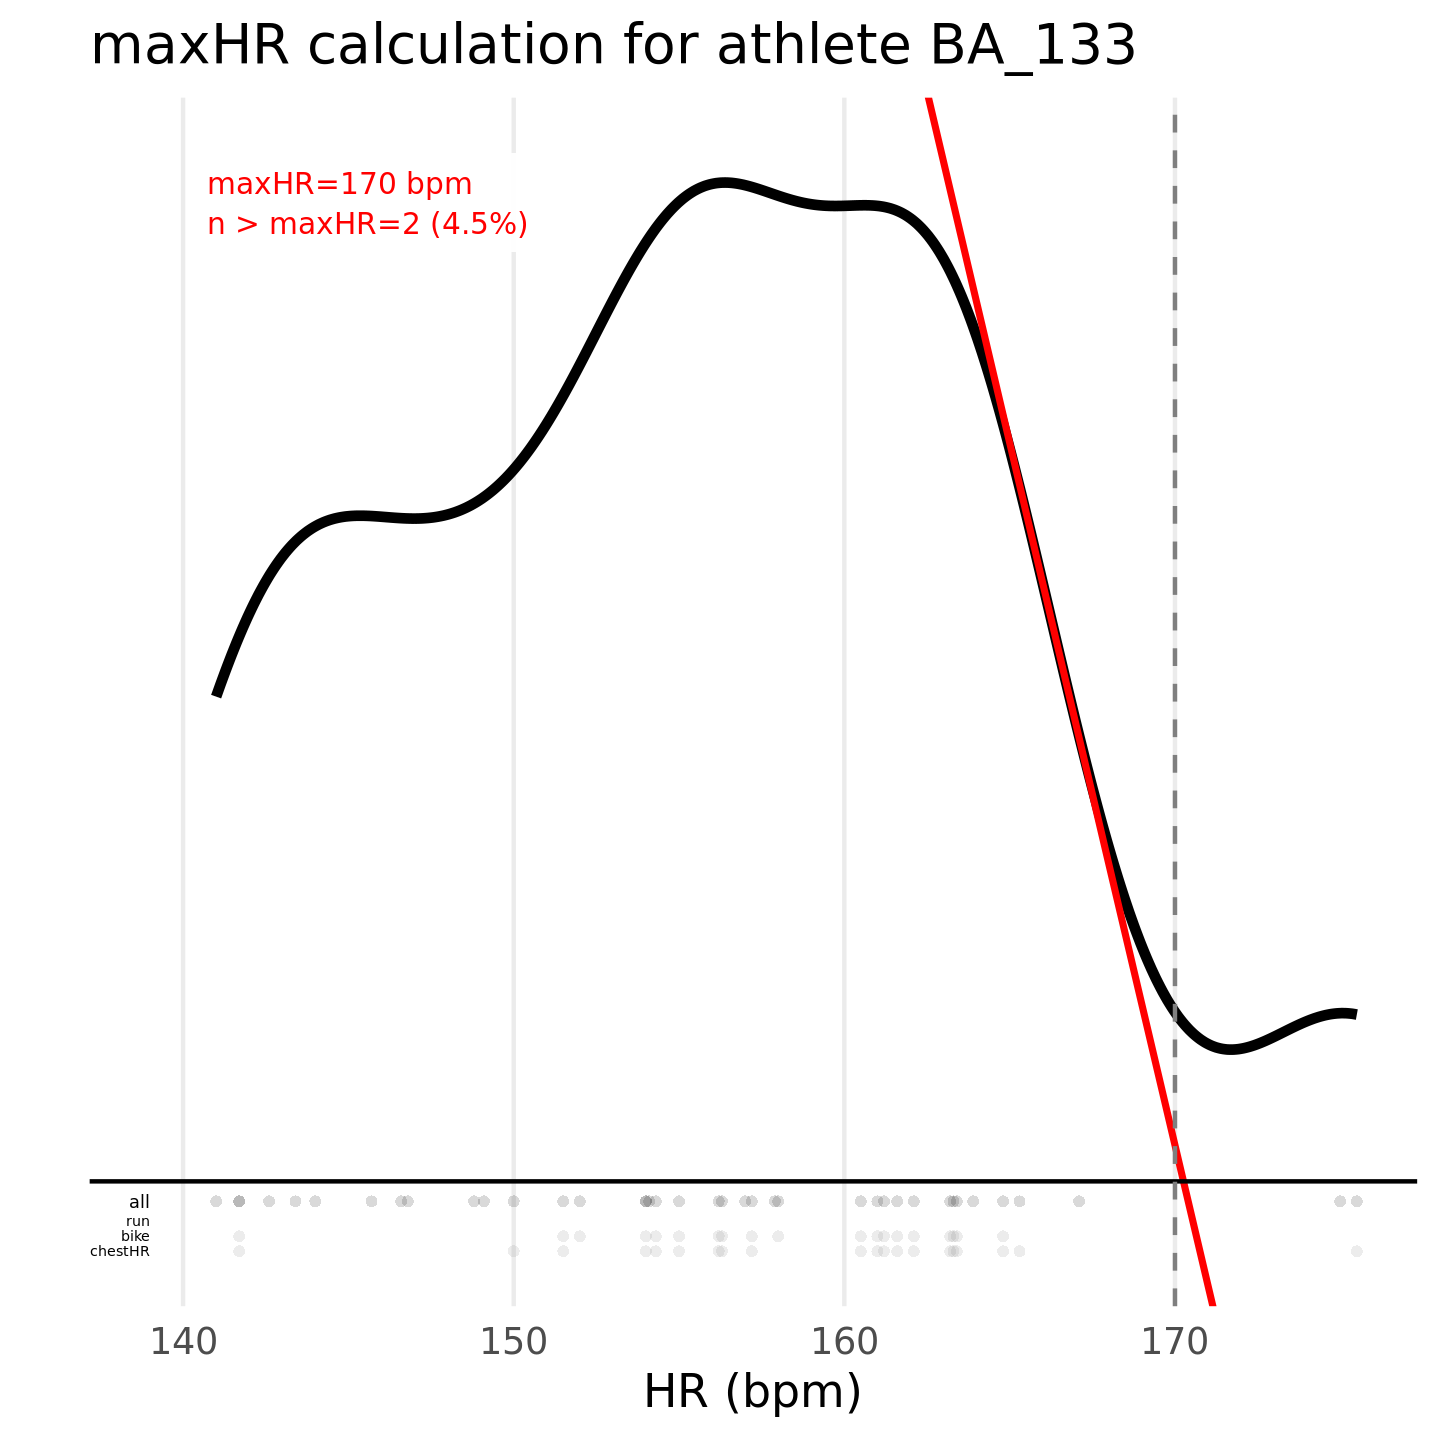 maxHR calculation for athlete BA_133
maxHR=170 bpm
n > maxHR=2 (4.5%)
all
run
bike
chestHR
140 150 160 170
HR (bpm)